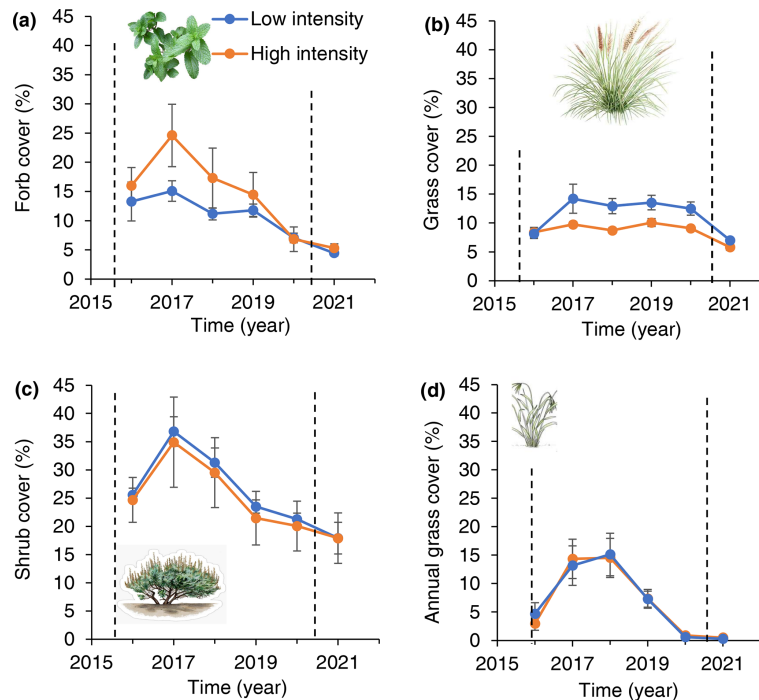 (a)
Low intensity
High intensity
Forb cover (%)
45
40
35
30
25
20
15
10
5
0
2015 2017 2019 2021
Time (year)
(b)
Grass cover (%)
45
40
35
30
25
20
15
10
5
0
2015 2017 2019 2021
Time (year)
(c)
Shrub cover (%)
45
40
35
30
25
20
15
10
5
0
2015 2017 2019 2021
Time (year)
(d)
Annual grass cover (%)
45
40
35
30
25
20
15
10
5
0
2015 2017 2019 2021
Time (year)